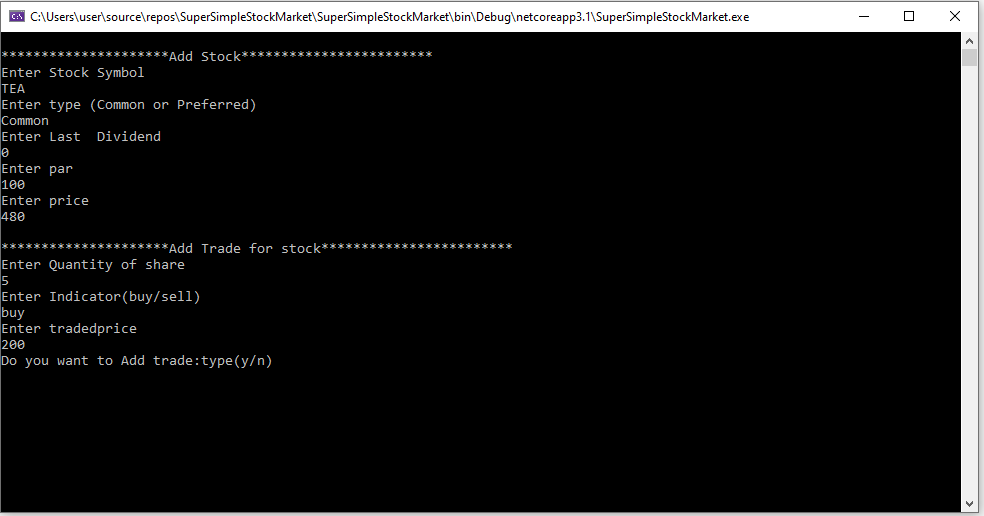 C:\Users\user\source\repos\SuperSimpleStockMarket\SuperSimpleStockMarket\bin\Debug\netcoreapp3.1\SuperSimpleStockMarket.exe
*********************Add Stock************************
Enter Stock Symbol
TEA
Enter type (Common or Preferred)
Common
Enter Last  Dividend
0
Enter par
100
Enter price
480
*********************Add Trade for stock************************
Enter Quantity of share
5
Enter Indicator(buy/sell)
buy
Enter tradedprice
200
Do you want to Add trade:type(y/n)